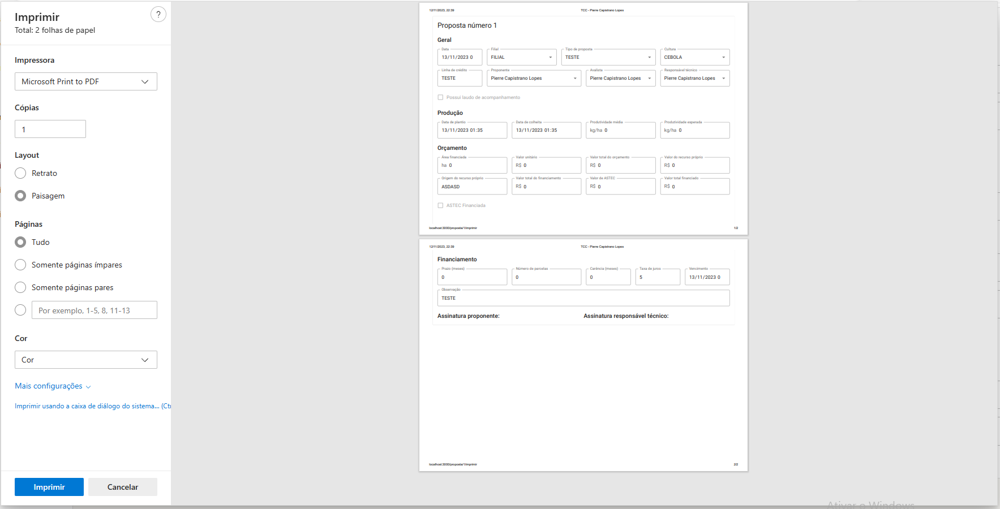 Imprimir
Total: 2 folhas de papel
?
Impressora
Microsoft Print to PDF
Cópias
1
Layout
Retrato
Paisagem
Páginas
Tudo
Somente páginas ímpares
Somente páginas pares
Por exemplo, 1-5, 8, 11-13
Cor
Cor
Mais configurações
Imprimir usando a caixa de diálogo do sistema... (Ctr
Imprimir
Cancelar
12/11/2023, 22:39 TCC - Pierre Capistrano Lopes
Proposta número 1
Geral
Data Filial Tipo de proposta Cultura
13/11/2023 0 FILIAL TESTE CEBOLA
Linha de crédito Proponente Avalista Responsável técnico
TESTE Pierre Capistrano Lopes Pierre Capistrano Lopes Pierre Capistrano Lopes
Possui laudo de acompanhamento
Produção
Data de plantio Data de colheita Produtividade média Produtividade esperada
13/11/2023 01:35 13/11/2023 01:35 kg/ha 0 kg/ha 0
Orçamento
Área financiada Valor unitário Valor total do orçamento Valor do recurso próprio
ha 0 R$ 0 R$ 0 R$ 0
Origem do recurso próprio Valor total do financiamento Valor de ASTEC Valor total financiado
ASDASD R$ 0 R$ 0 R$ 0
ASTEC Financiada
localhost:3000/proposta/1/imprimir 1/2
12/11/2023, 22:39 TCC - Pierre Capistrano Lopes
Financiamento
Prazo (meses) Número de parcelas Carência (meses) Taxa de juros Vencimento
0 0 0 5 13/11/2023 0
Observação
TESTE
Assinatura proponente: Assinatura responsável técnico:
localhost:3000/proposta/1/imprimir 2/2
Ativar o Windows